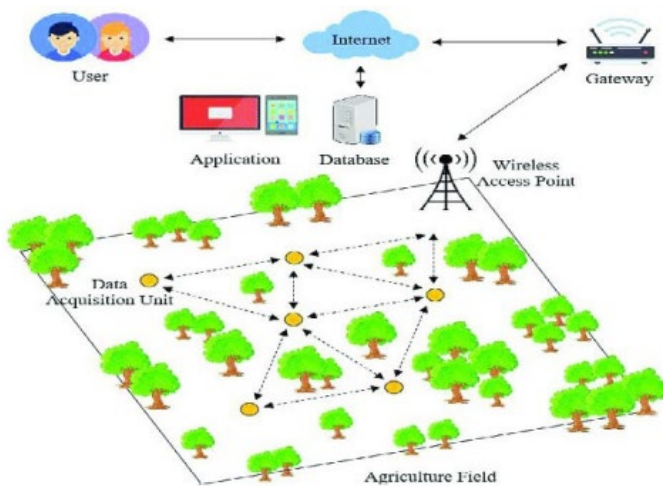 Internet
User
Gateway
Application
Database
Wireless
Access Point
Data
Acquisition Unit
Agriculture Field